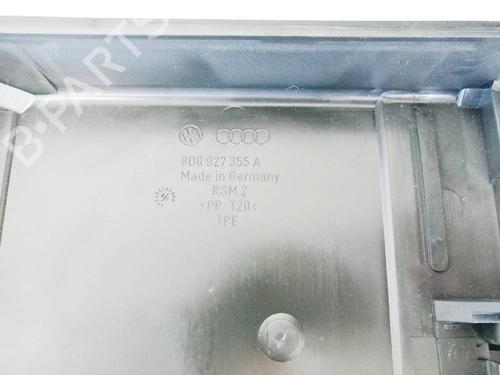 B-PARTS
8D0 927 355 A
Made in Germany
RSM 2
>PP T20<
TPE